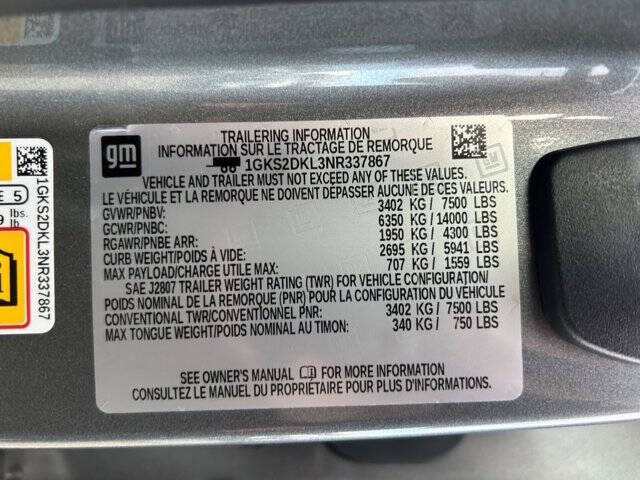 gm
TRAILERING INFORMATION
INFORMATION SUR LE TRACTAGE DE REMORQUE
1GKS2DKL3NR337867
VEHICLE AND TRAILER MUST NOT EXCEED ANY OF THESE VALUES.
LE VÉHICULE ET LA REMORQUE NE DOIVENT DÉPASSER AUCUNE DE CES VALEURS.
GVWR/PNBV: 3402 KG / 7500 LBS
GCWR/PNBC: 6350 KG / 14000 LBS
RGAWR/PNBE ARR: 1950 KG / 4300 LBS
CURB WEIGHT/POIDS À VIDE: 2695 KG / 5941 LBS
MAX PAYLOAD/CHARGE UTILE MAX: 707 KG / 1559 LBS
SAE J2807 TRAILER WEIGHT RATING (TWR) FOR VEHICLE CONFIGURATION/
POIDS NOMINAL DE LA REMORQUE (PNR) POUR LA CONFIGURATION DU VÉHICULE
CONVENTIONAL TWR/CONVENTIONNEL PNR: 3402 KG / 7500 LBS
MAX TONGUE WEIGHT/POIDS NOMINAL AU TIMON: 340 KG / 750 LBS
SEE OWNER'S MANUAL FOR MORE INFORMATION
CONSULTEZ LE MANUEL DU PROPRIÉTAIRE POUR PLUS D'INFORMATIONS.
E 5
9 lbs.
lb
1GKS2DKL3NR337867